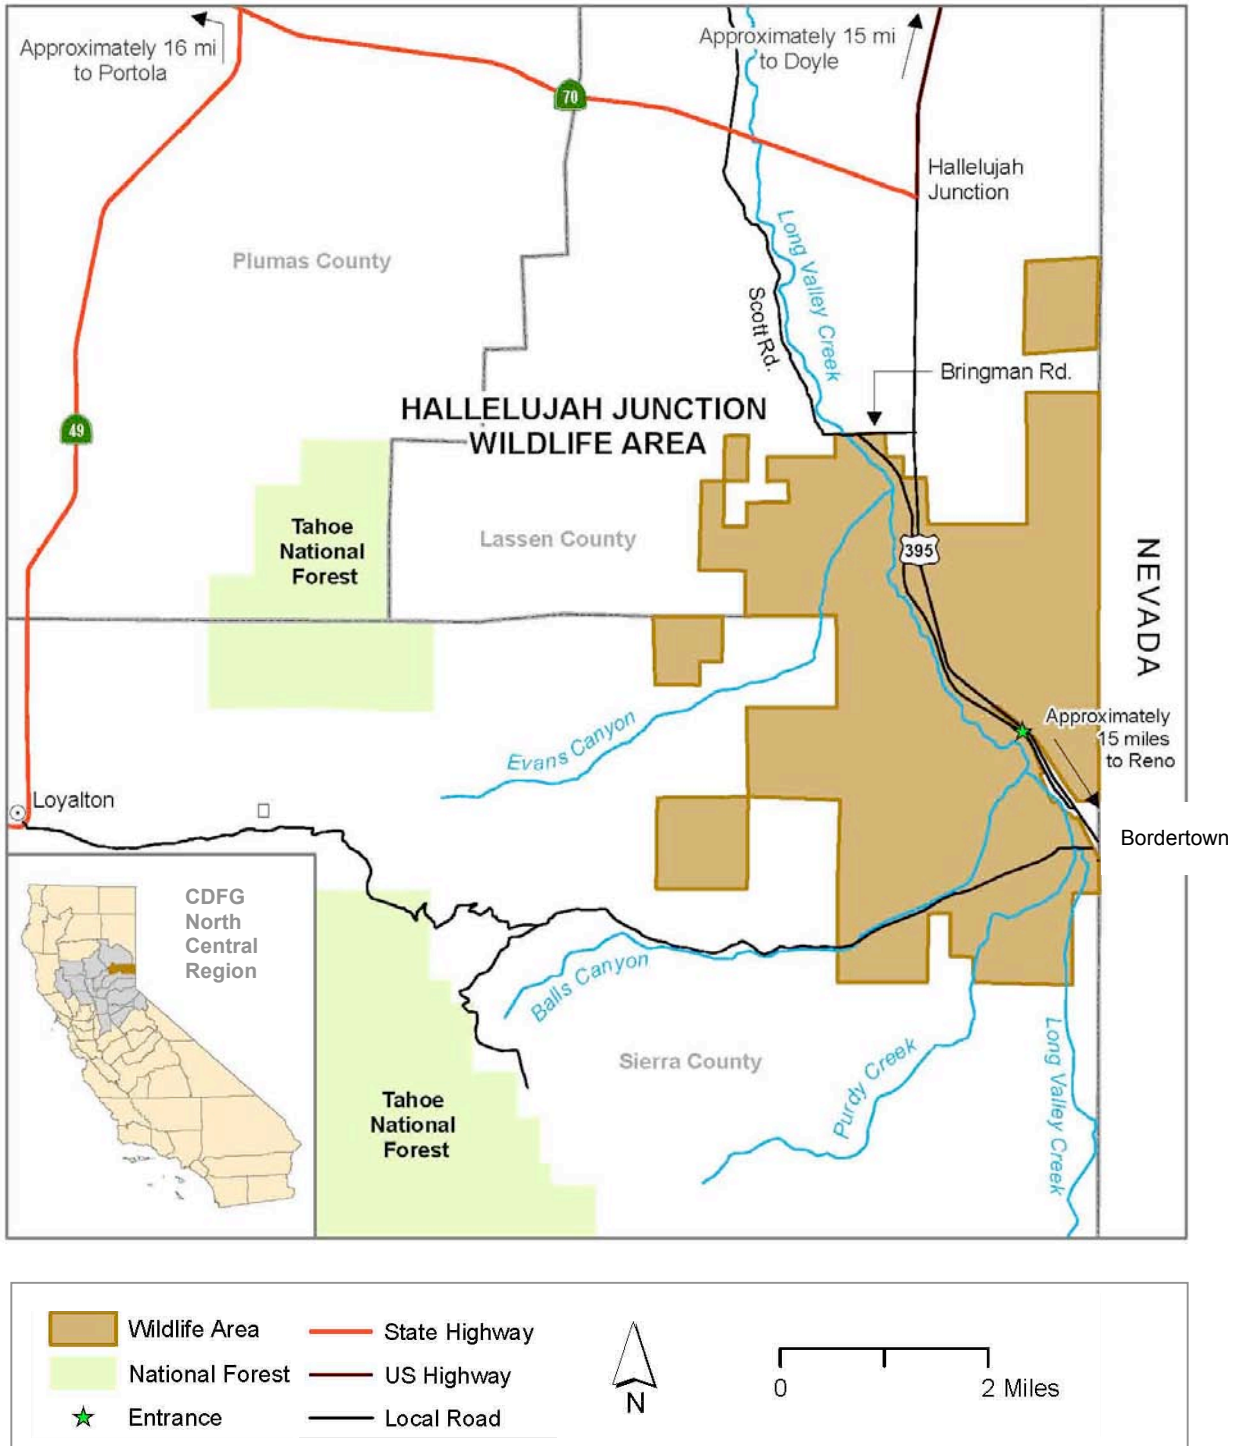 Approximately 16 mi
to Portola
Approximately 15 mi
to Doyle
70
Hallelujah
Junction
Long Valley Creek
Plumas County
Scott Rd.
Bringman Rd.
HALLELUJAH JUNCTION
WILDLIFE AREA
49
Tahoe
National
Forest
Lassen County
395
NEVADA
Evans Canyon
Approximately
15 miles
to Reno
Loyalton
Bordertown
CDFG
North
Central
Region
Balls Canyon
Sierra County
Purdy Creek
Long Valley Creek
Tahoe
National
Forest
Wildlife Area
State Highway
National Forest
US Highway
Entrance
Local Road
N
0
2 Miles